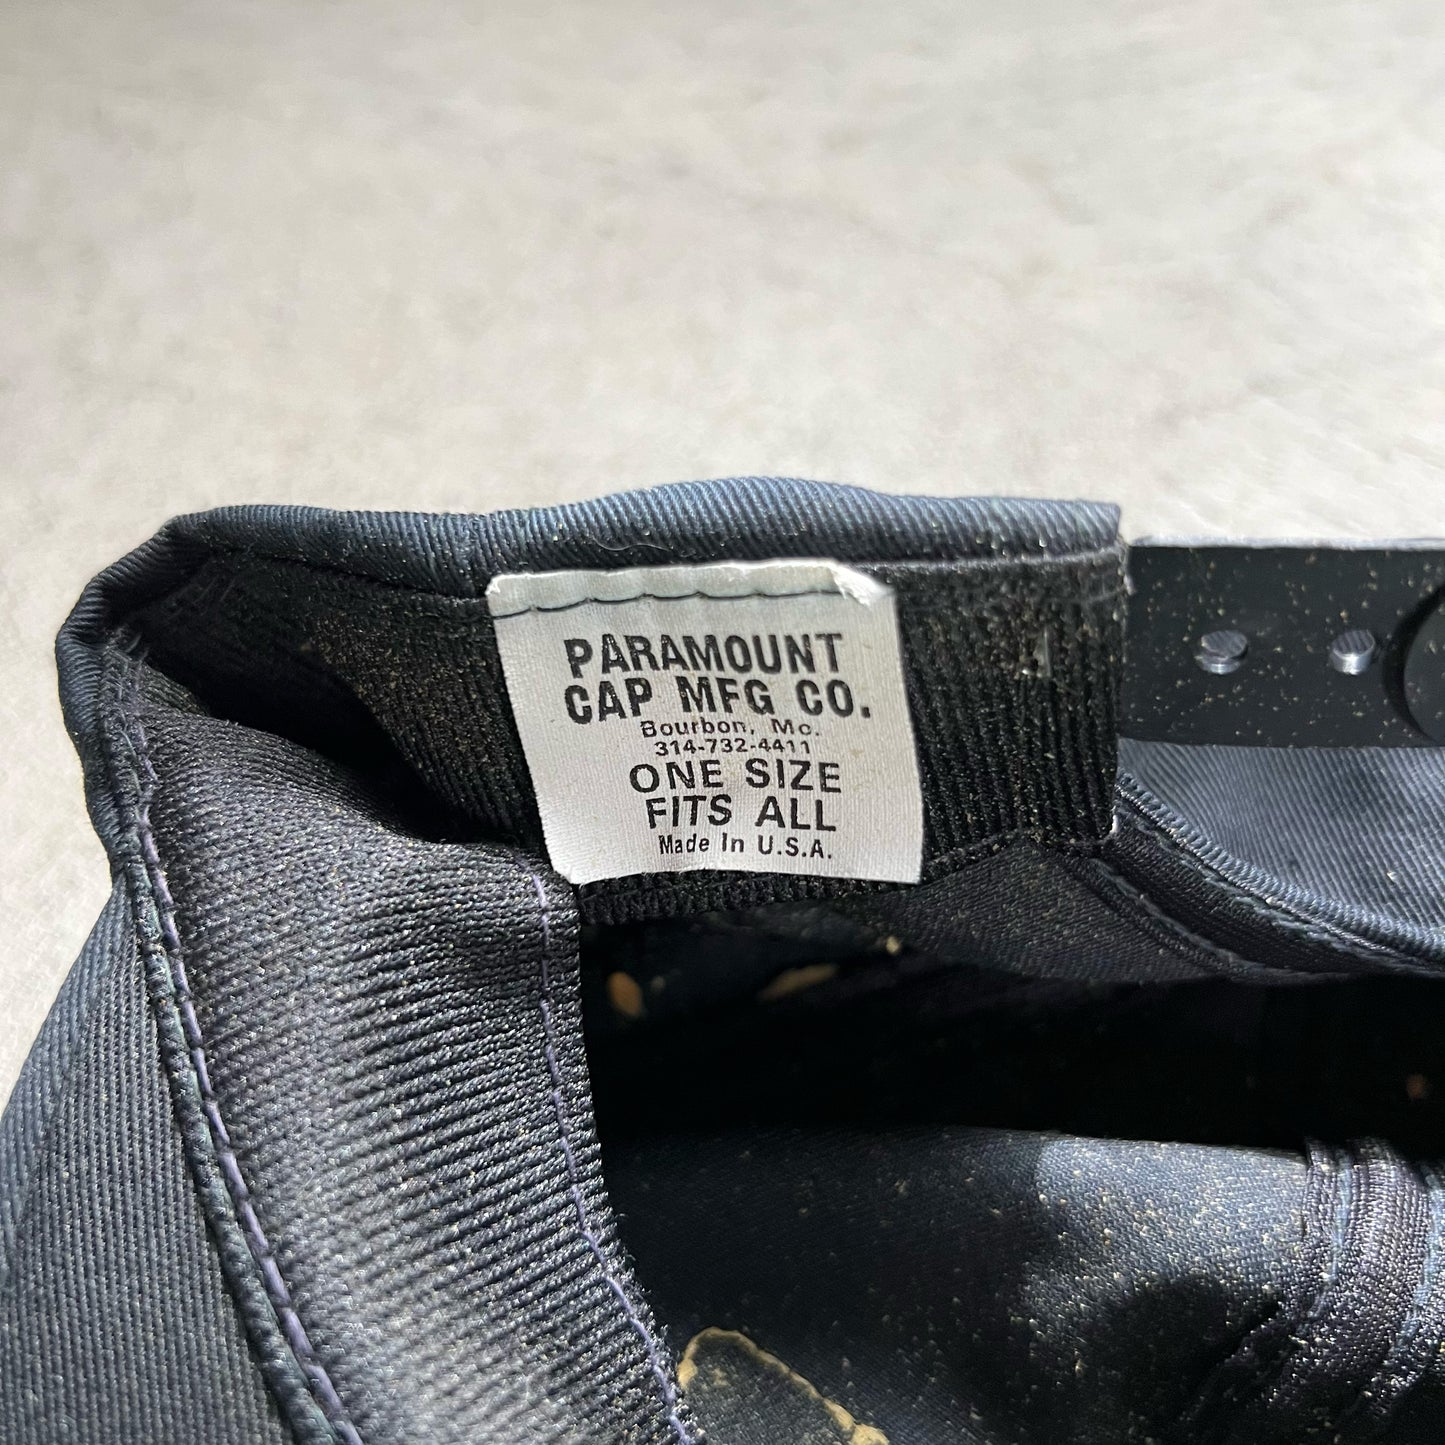 PARAMOUNT
CAP MFG CO.
Bourbon, Mo.
314-732-4411
ONE SIZE
FITS ALL
Made In U.S.A.